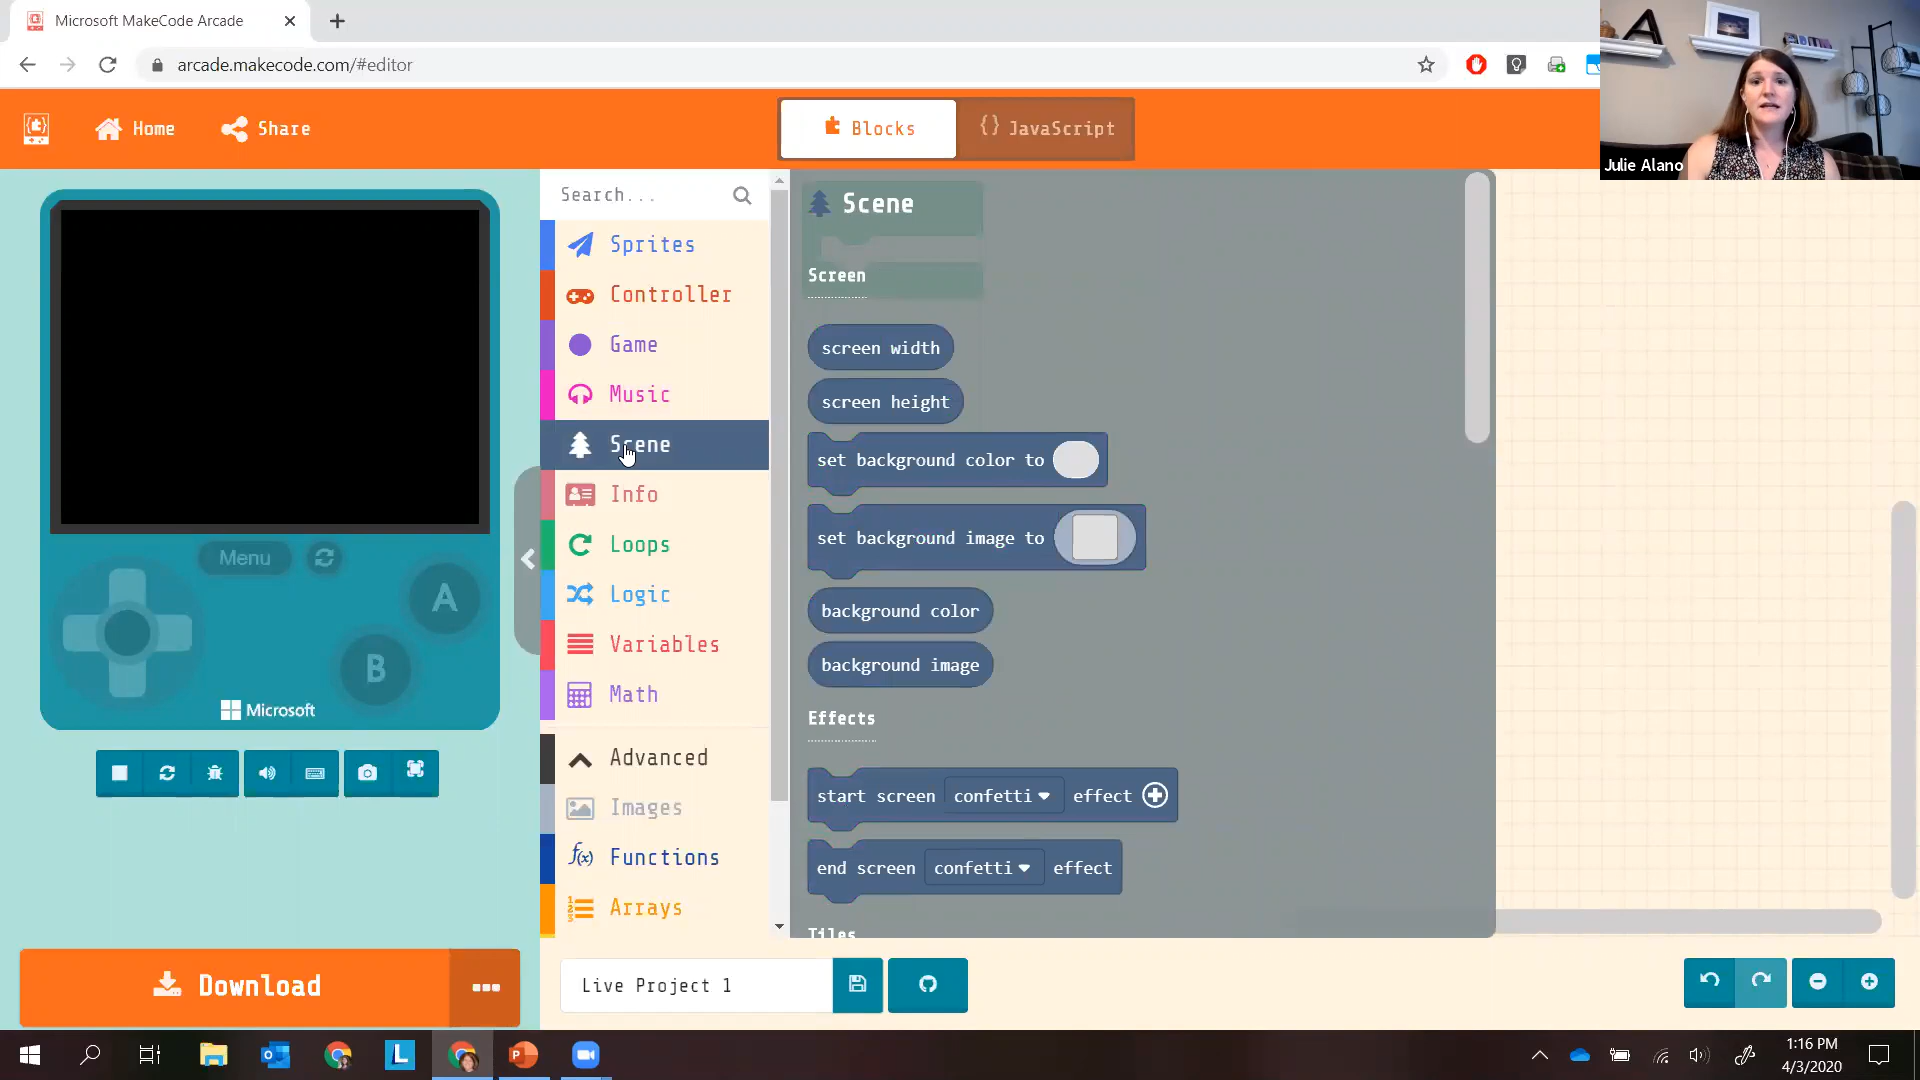 Microsoft MakeCode Arcade
arcade.makecode.com/#editor
Home
Share
Blocks
{} JavaScript
Julie Alano
Search...
Sprites
Controller
Game
Music
Scene
Info
Loops
Logic
Variables
Math
Advanced
Images
Functions
Arrays
Scene
Screen
screen width
screen height
set background color to
set background image to
background color
background image
Effects
start screen confetti effect
end screen confetti effect
Tiles
Menu
A
B
Microsoft
Download
Live Project 1
1:16 PM
4/3/2020